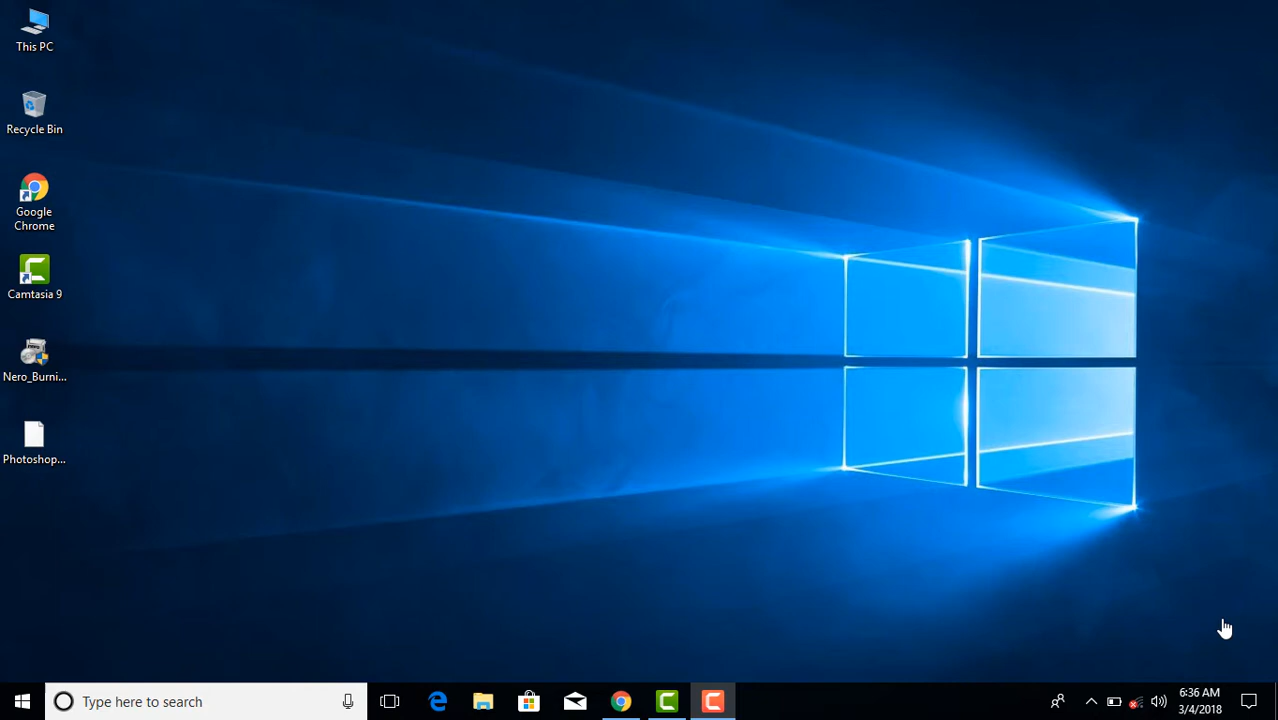 This PC
Recycle Bin
Google
Chrome
Camtasia 9
Nero_Burni...
Photoshop...
Type here to search
6:36 AM
3/4/2018